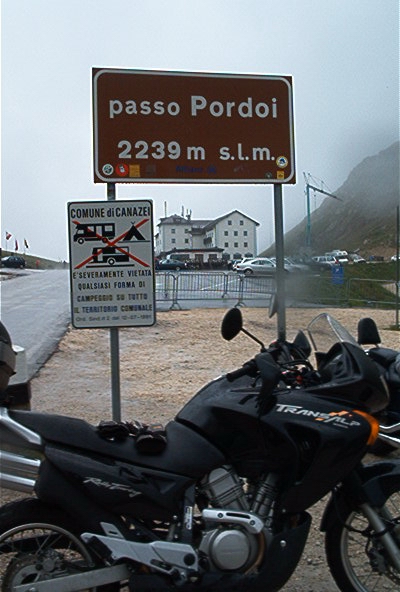 passo Pordoi
2239 m s.l.m.
COMUNE di CANAZEI
E' SEVERAMENTE VIETATA
QUALSIASI FORMA DI
CAMPEGGIO SU TUTTO
IL TERRITORIO COMUNALE
TRANSALP